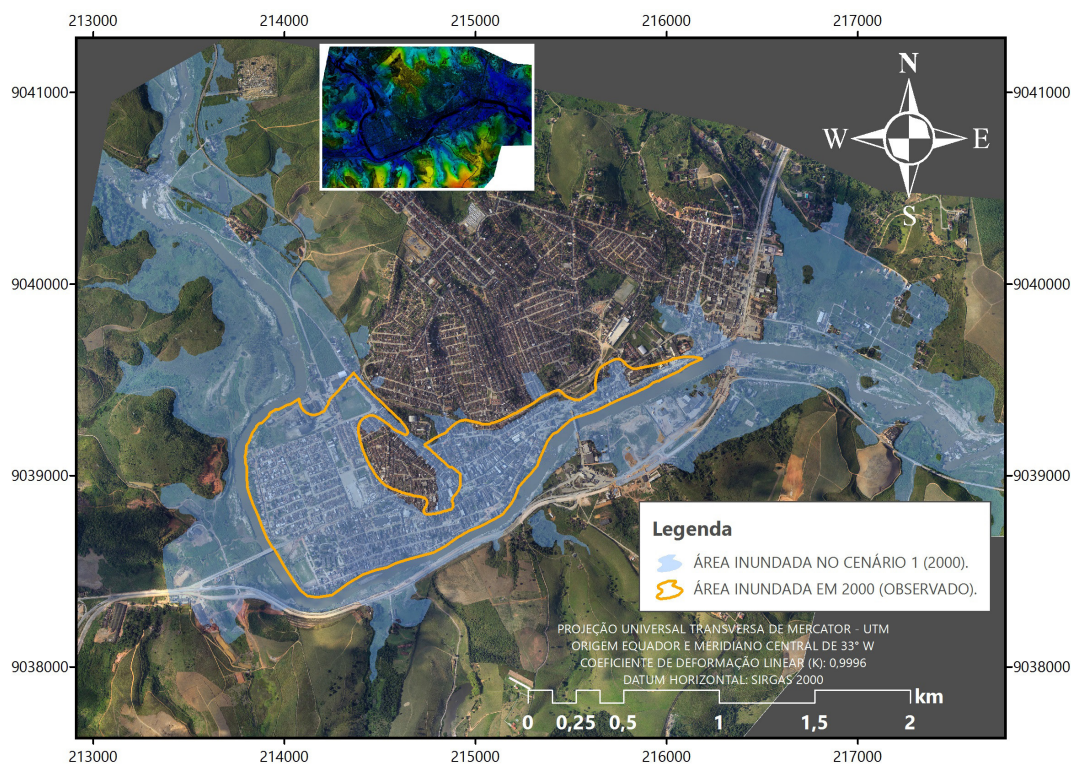 213000 214000 215000 216000 217000
9041000 9041000
N
W E
S
9040000 9040000
9039000 9039000
Legenda
ÁREA INUNDADA NO CENÁRIO 1 (2000).
ÁREA INUNDADA EM 2000 (OBSERVADO).
PROJEÇÃO UNIVERSAL TRANSVERSA DE MERCATOR - UTM
ORIGEM EQUADOR E MERIDIANO CENTRAL DE 33° W
COEFICIENTE DE DEFORMAÇÃO LINEAR (K): 0,9996
9038000 9038000
DATUM HORIZONTAL: SIRGAS 2000
km
0 0,25 0,5 1 1,5 2
213000 214000 215000 216000 217000